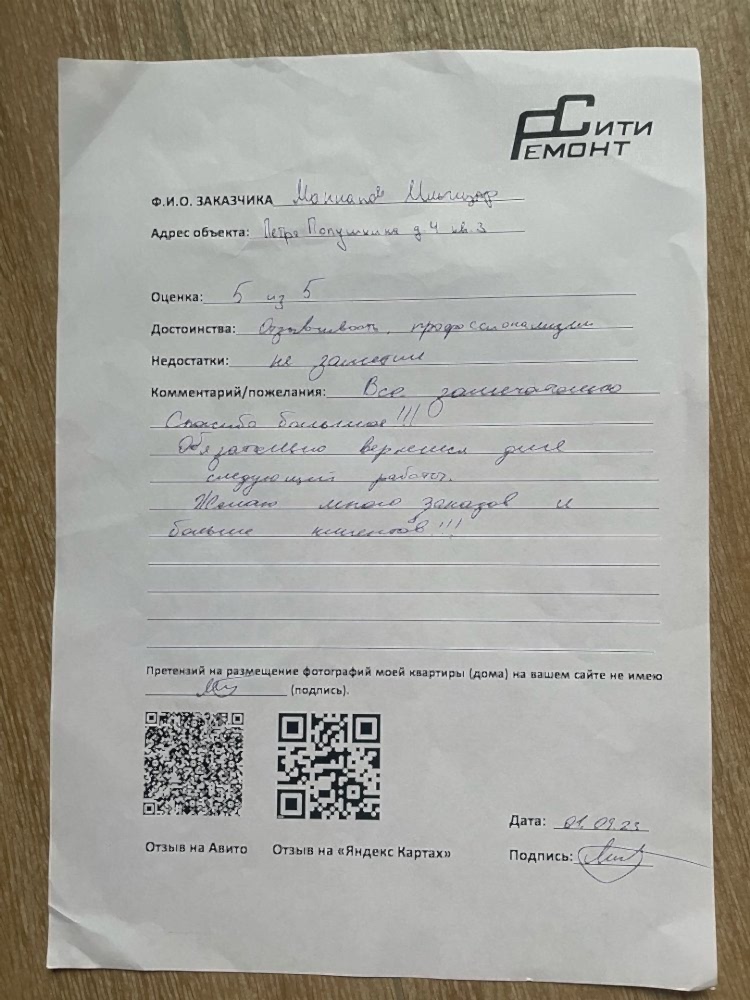 СИТИ
РЕМОНТ
Ф.И.О. ЗАКАЗЧИКА Маннапов
Адрес объекта: Петра Попушкина д. 4 кв. 3
Оценка: 5 из 5
Достоинства: Отзывчивость, профессионализм
Недостатки: не заметил
Комментарий/пожелания: Все замечательно
Спасибо большое!!!
Обязательно вернемся для
следующий работы.
Желаю много заказов и
больше клиентов!!!
Претензий на размещение фотографий моей квартиры (дома) на вашем сайте не имею
(подпись).
Отзыв на Авито Отзыв на «Яндекс Картах»
Дата: 01.09.23
Подпись: